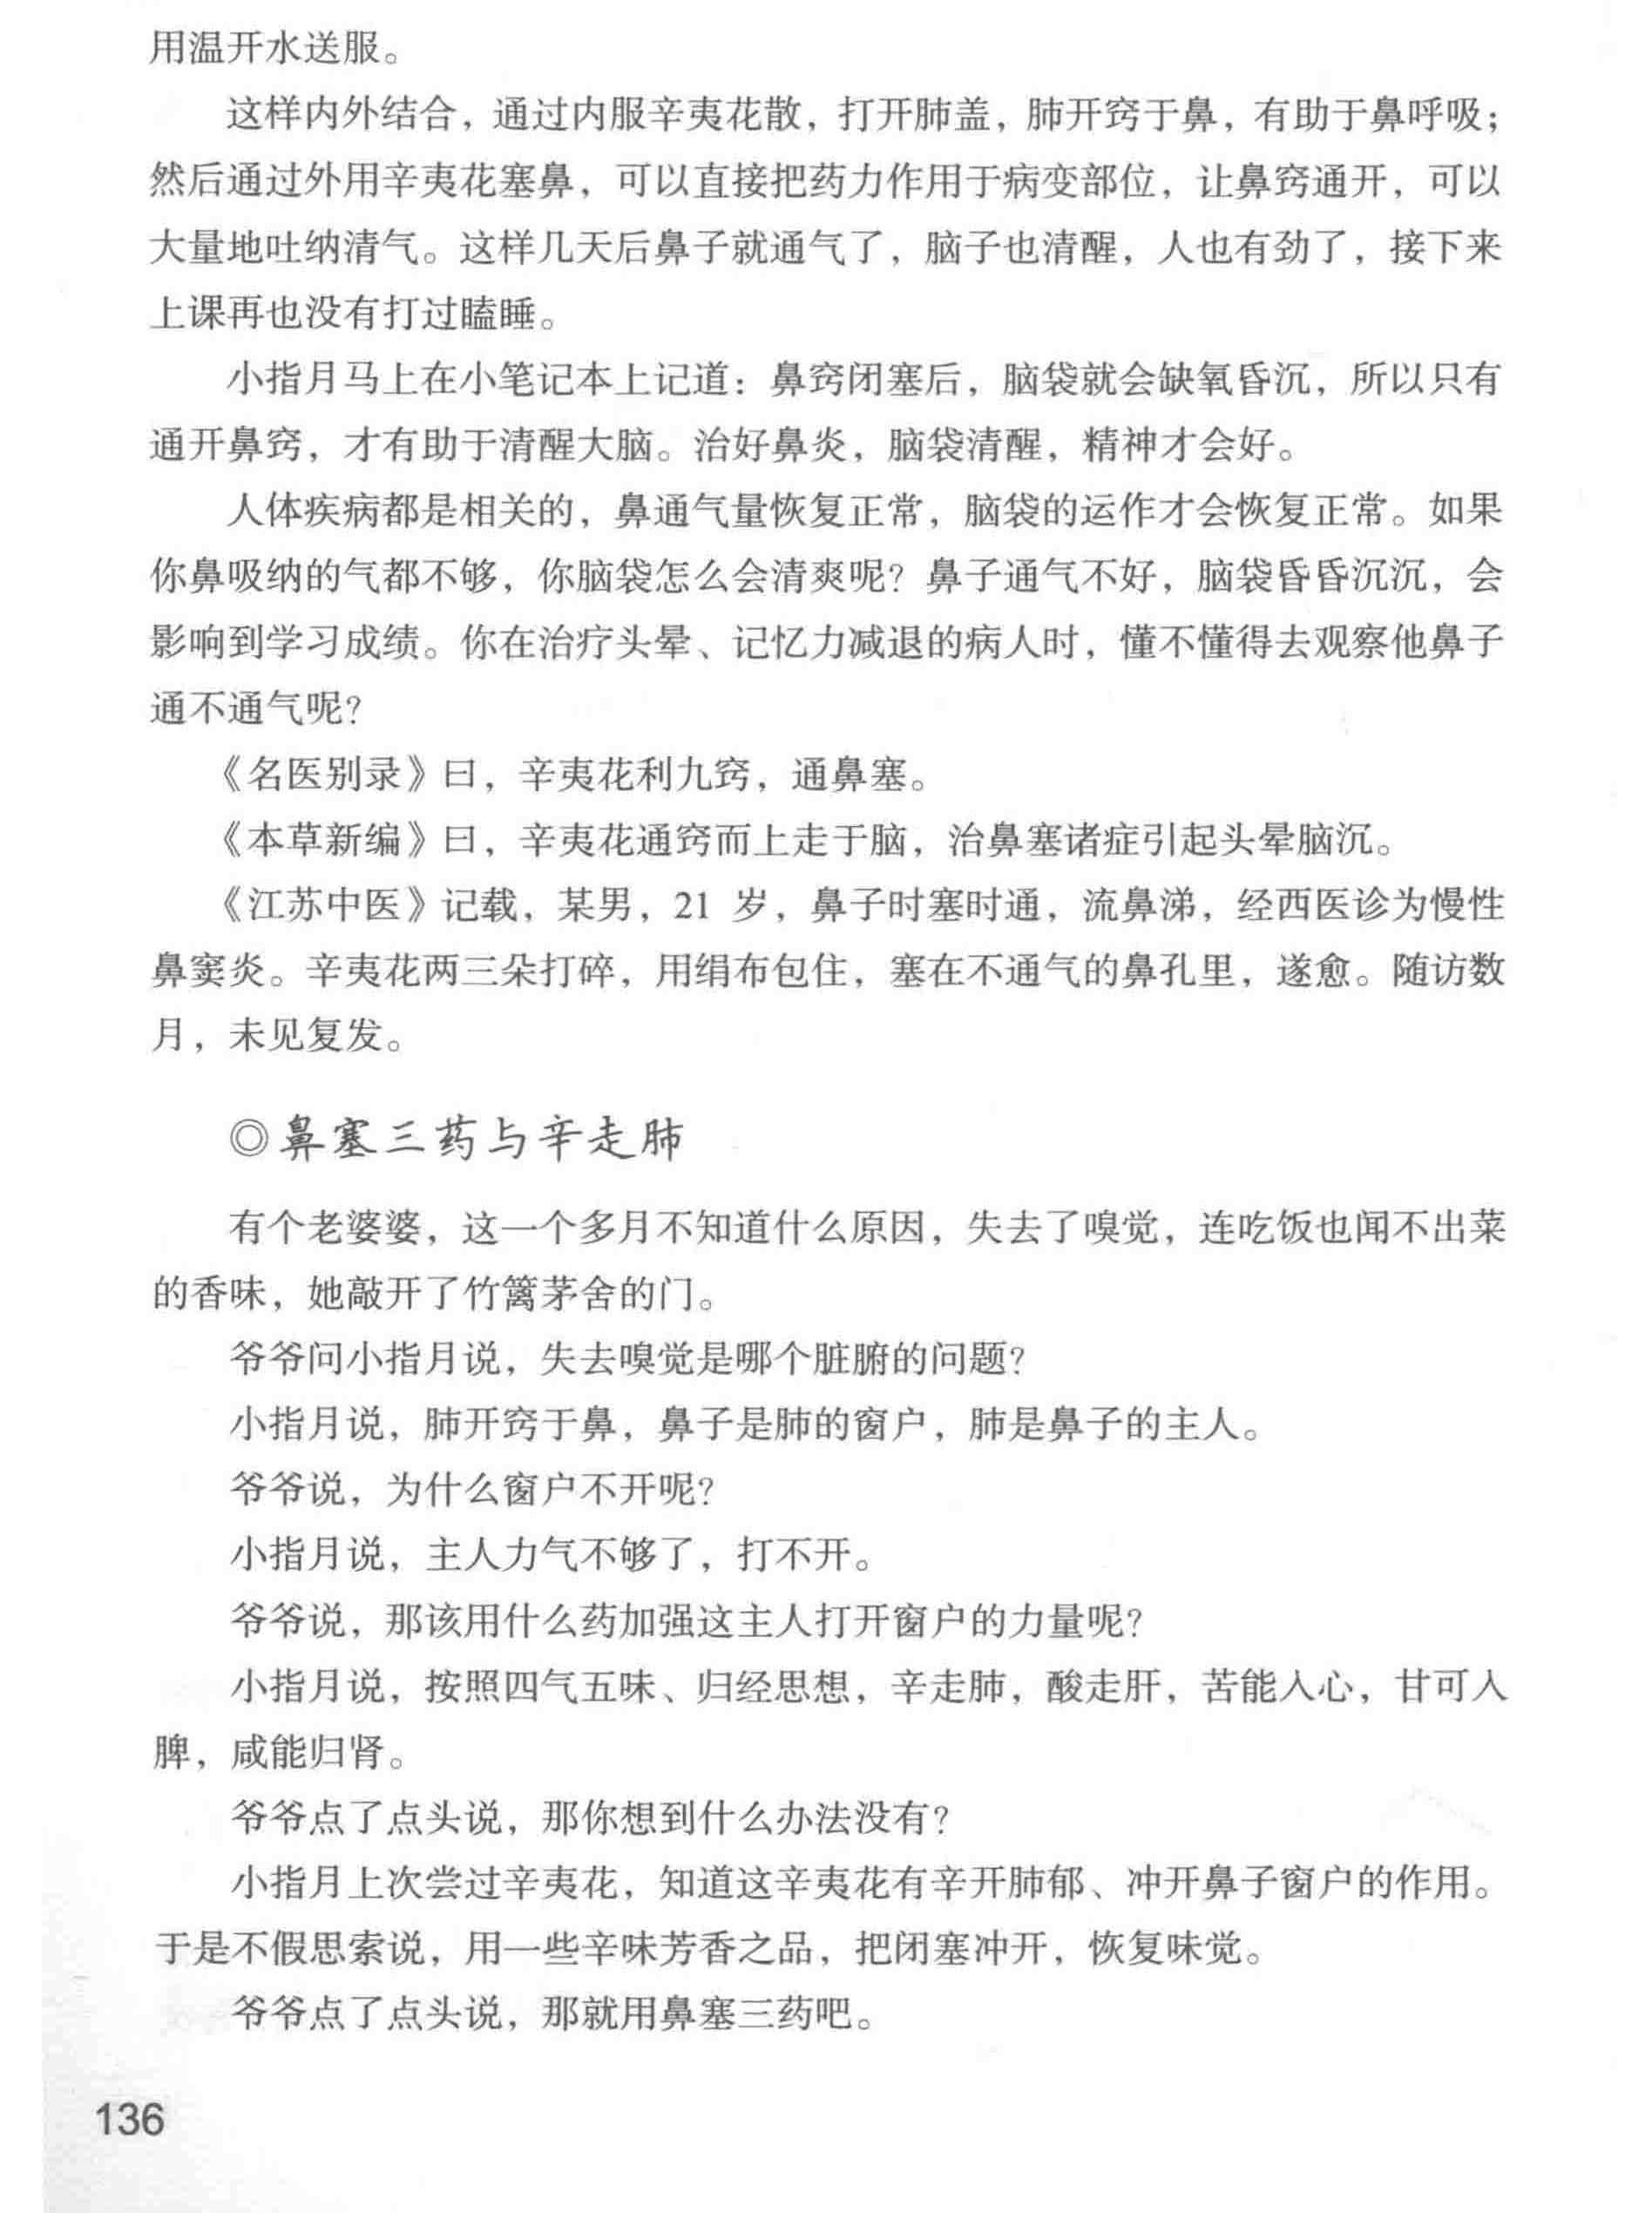 用温开水送服。
这样内外结合，通过内服辛夷花散，打开肺盖，肺开窍于鼻，有助于鼻呼吸；
然后通过外用辛夷花塞鼻，可以直接把药力作用于病变部位，让鼻窍通开，可以
大量地吐纳清气。这样几天后鼻子就通气了，脑子也清醒，人也有劲了，接下来
上课再也没有打过瞌睡。
小指月马上在小笔记本上记道：鼻窍闭塞后，脑袋就会缺氧昏沉，所以只有
通开鼻窍，才有助于清醒大脑。治好鼻炎，脑袋清醒，精神才会好。
人体疾病都是相关的，鼻通气量恢复正常，脑袋的运作才会恢复正常。如果
你鼻吸纳的气都不够，你脑袋怎么会清爽呢？鼻子通气不好，脑袋昏昏沉沉，会
影响到学习成绩。你在治疗头晕、记忆力减退的病人时，懂不懂得去观察他鼻子
通不通气呢？
《名医别录》曰，辛夷花利九窍，通鼻塞。
《本草新编》曰，辛夷花通窍而上走于脑，治鼻塞诸症引起头晕脑沉。
《江苏中医》记载，某男，21 岁，鼻子时塞时通，流鼻涕，经西医诊为慢性
鼻窦炎。辛夷花两三朵打碎，用绢布包住，塞在不通气的鼻孔里，遂愈。随访数
月，未见复发。
◎鼻塞三药与辛走肺
有个老婆婆，这一个多月不知道什么原因，失去了嗅觉，连吃饭也闻不出菜
的香味，她敲开了竹篱茅舍的门。
爷爷问小指月说，失去嗅觉是哪个脏腑的问题？
小指月说，肺开窍于鼻，鼻子是肺的窗户，肺是鼻子的主人。
爷爷说，为什么窗户不开呢？
小指月说，主人力气不够了，打不开。
爷爷说，那该用什么药加强这主人打开窗户的力量呢？
小指月说，按照四气五味、归经思想，辛走肺，酸走肝，苦能入心，甘可入
脾，咸能归肾。
爷爷点了点头说，那你想到什么办法没有？
小指月上次尝过辛夷花，知道这辛夷花有辛开肺郁、冲开鼻子窗户的作用。
于是不假思索说，用一些辛味芳香之品，把闭塞冲开，恢复味觉。
爷爷点了点头说，那就用鼻塞三药吧。
136